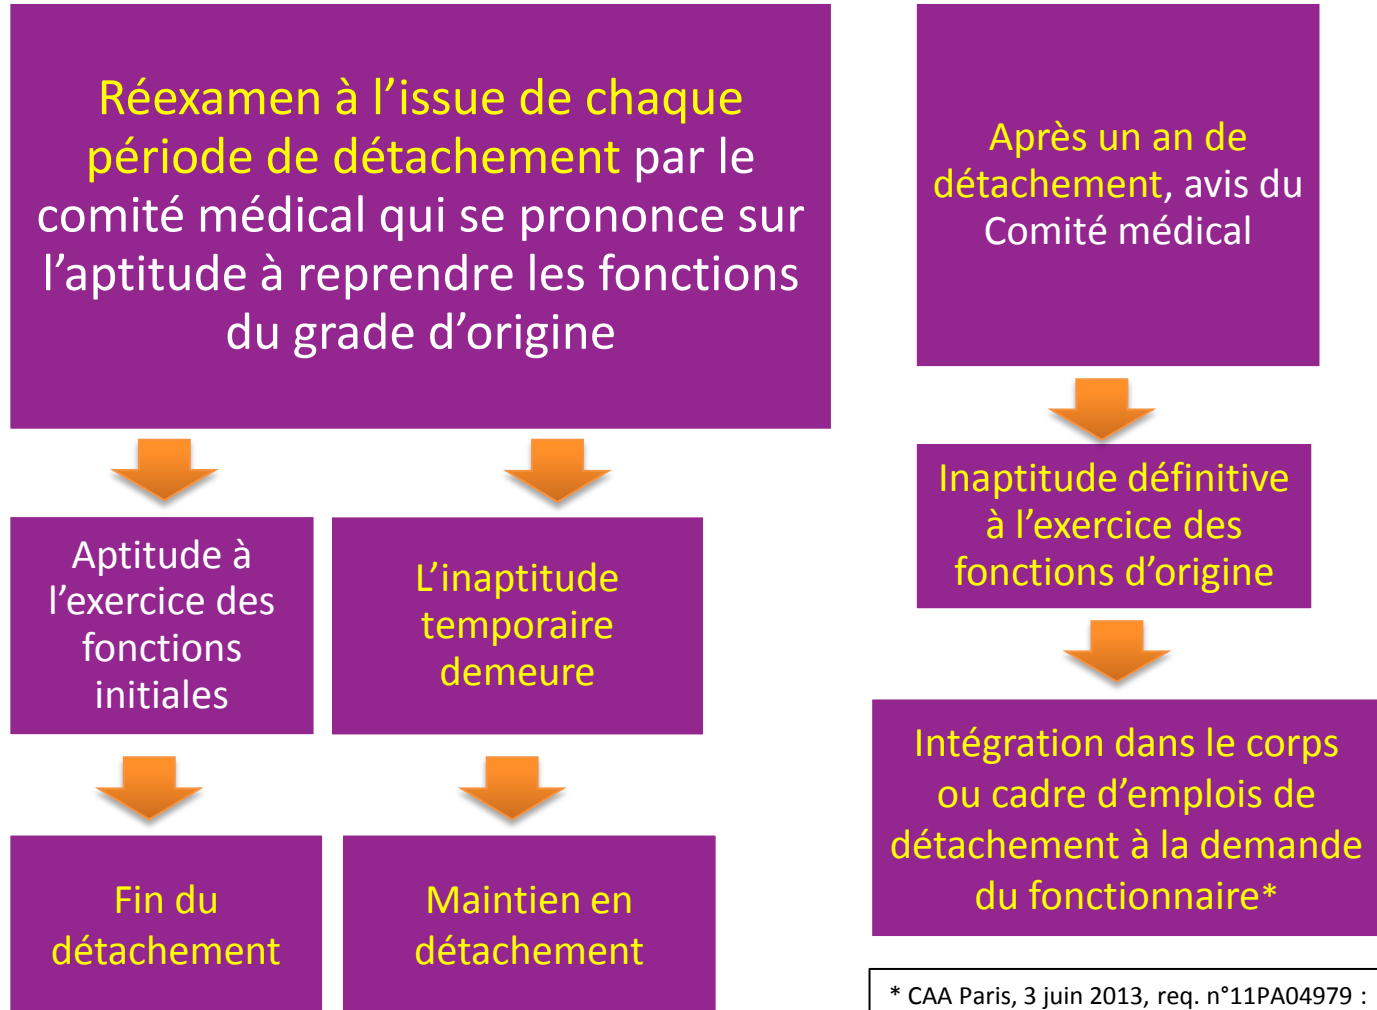 Réexamen à l’issue de chaque
période de détachement par le
comité médical qui se prononce sur
l’aptitude à reprendre les fonctions
du grade d’origine
Aptitude à
l’exercice des
fonctions
initiales
L’inaptitude
temporaire
demeure
Fin du
détachement
Maintien en
détachement
Après un an de
détachement, avis du
Comité médical
Inaptitude définitive
à l’exercice des
fonctions d’origine
Intégration dans le corps
ou cadre d’emplois de
détachement à la demande
du fonctionnaire*
* CAA Paris, 3 juin 2013, req. n°11PA04979 :